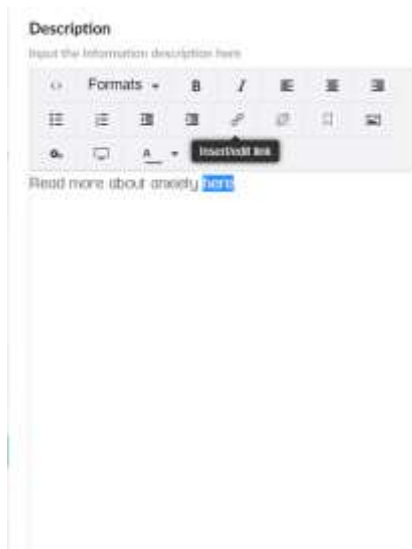 Description
Input the Information description here
Formats
B I
A
Insert/edit link
Read more about anxiety here